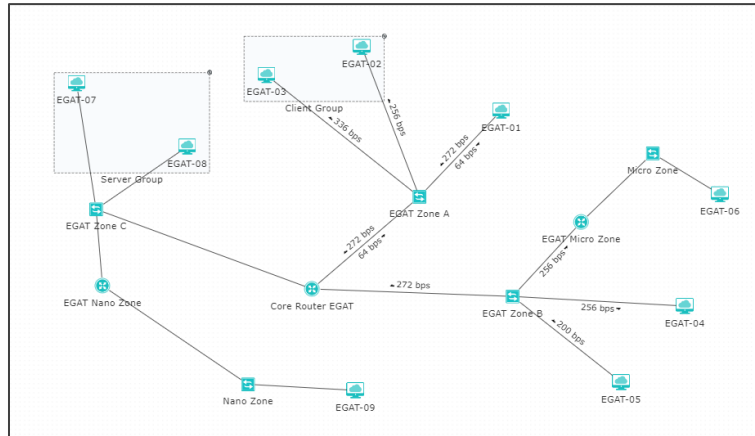 EGAT-02
EGAT-03
Client Group
EGAT-07
EGAT-08
Server Group
336 bps
256 bps
EGAT-01
272 bps
64 bps
Micro Zone
EGAT-06
EGAT Zone C
EGAT Zone A
EGAT Micro Zone
272 bps
64 bps
256 bps
EGAT Nano Zone
Core Router EGAT
272 bps
EGAT Zone B
256 bps
EGAT-04
200 bps
Nano Zone
EGAT-09
EGAT-05